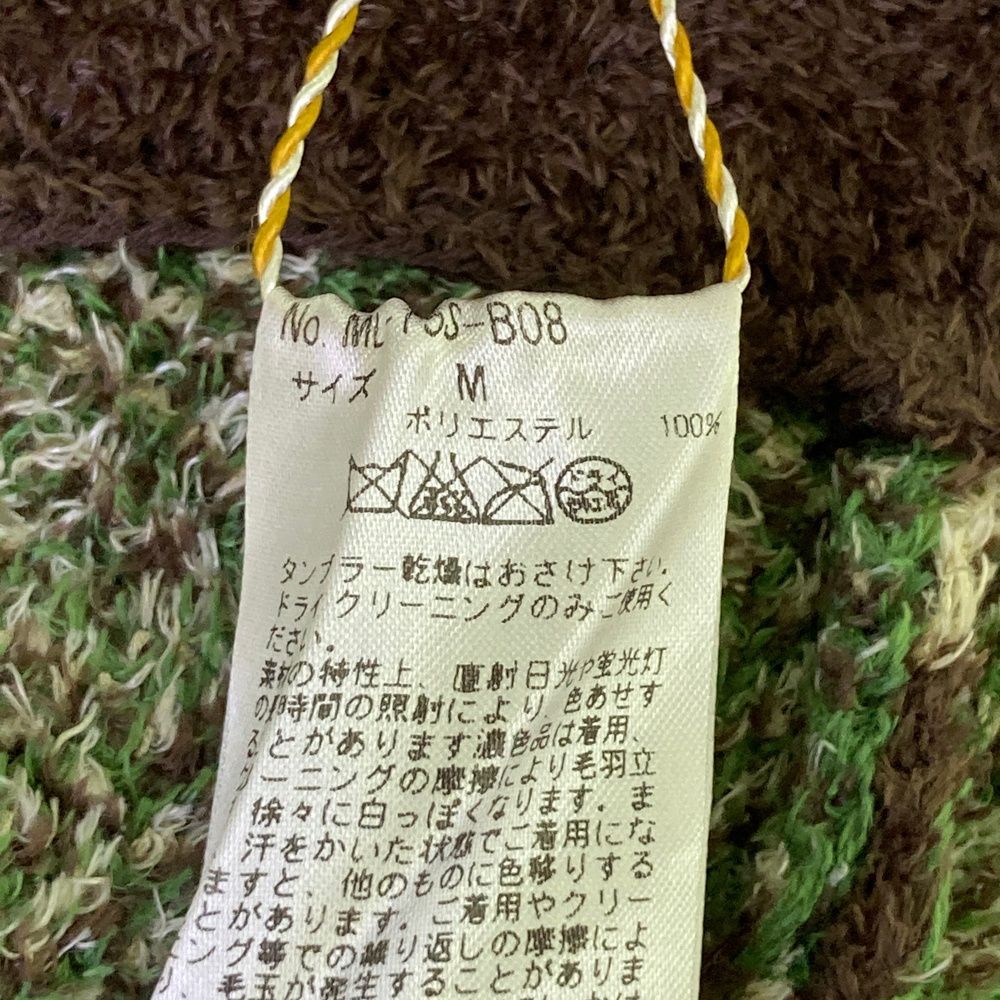 No. ML-FSS-B08
サイズ M
ポリエステル 100%
タンブラー乾燥はおさけ下さい。
ドライクリーニングのみご使用く
ださい。
素材の特性上、直射日光や蛍光灯
の長時間の照射により、色あせす
ることがあります濃色品は着用、
クリーニングの摩擦により毛羽立
徐々に白っぽくなります。ま
汗をかいた状態でご着用にな
ますと、他のものに色移りする
とがあります。ご着用やクリー
ニング等での繰り返しの摩擦によ
り、毛玉が発生することがありま